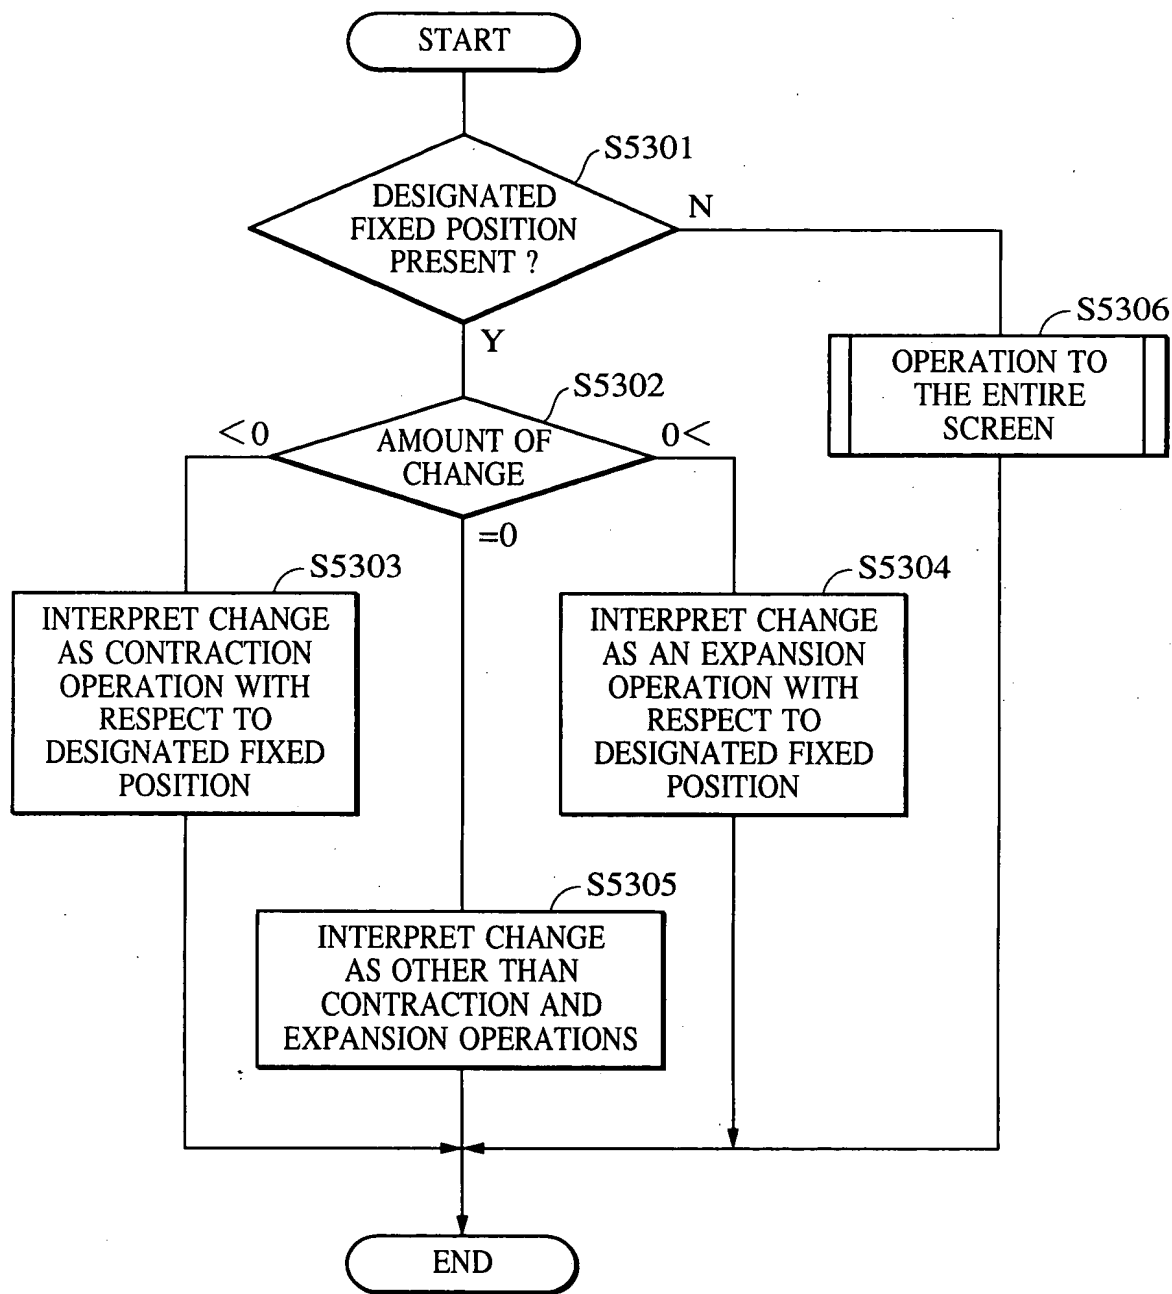 START
S5301
DESIGNATED
FIXED POSITION
PRESENT ?
N
Y
S5306
OPERATION TO
THE ENTIRE
SCREEN
S5302
<0
AMOUNT OF
CHANGE
0<
=0
S5303
INTERPRET CHANGE
AS CONTRACTION
OPERATION WITH
RESPECT TO
DESIGNATED FIXED
POSITION
S5304
INTERPRET CHANGE
AS AN EXPANSION
OPERATION WITH
RESPECT TO
DESIGNATED FIXED
POSITION
S5305
INTERPRET CHANGE
AS OTHER THAN
CONTRACTION AND
EXPANSION OPERATIONS
END